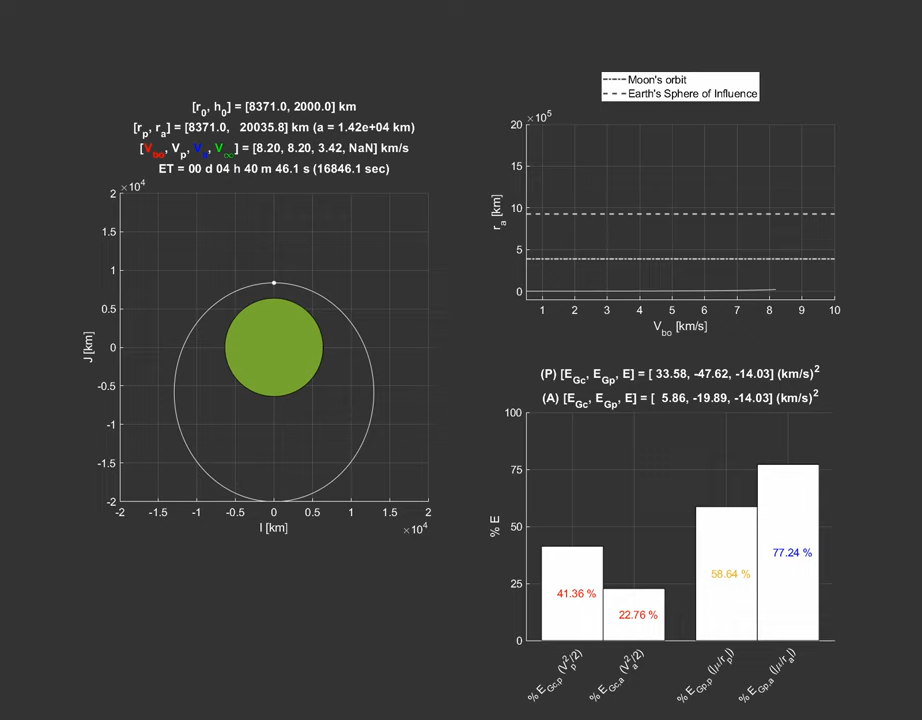 [r0, h0] = [8371.0, 2000.0] km
[rp, ra] = [8371.0, 20035.8] km (a = 1.42e+04 km)
[Vbo, Vp, Va, V∞] = [8.20, 8.20, 3.42, NaN] km/s
ET = 00 d 04 h 40 m 46.1 s (16846.1 sec)
×10^4
2
1.5
1
0.5
0
-0.5
-1
-1.5
-2
J [km]
-2 -1.5 -1 -0.5 0 0.5 1 1.5 2
I [km]
×10^4
Moon's orbit
Earth's Sphere of Influence
×10^5
20
15
10
5
0
ra [km]
1 2 3 4 5 6 7 8 9 10
Vbo [km/s]
(P) [EGc, EGp, E] = [ 33.58, -47.62, -14.03] (km/s)^2
(A) [EGc, EGp, E] = [ 5.86, -19.89, -14.03] (km/s)^2
100
75
50
25
0
% E
41.36 %
22.76 %
58.64 %
77.24 %
% EGc,p (Vp^2/2)
% EGc,a (Va^2/2)
% EGp,p (|μ/rp|)
% EGp,a (|μ/ra|)